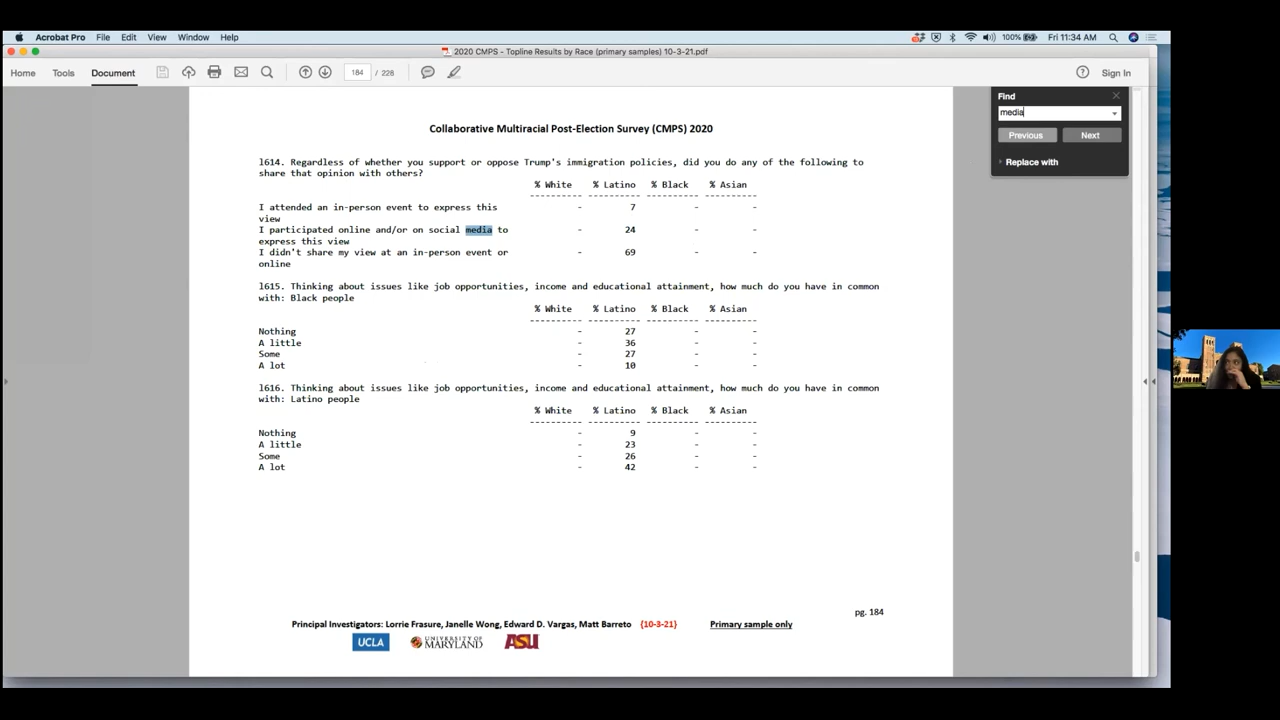 Acrobat Pro File Edit View Window Help 100% Fri 11:34 AM
2020 CMPS - Topline Results by Race (primary samples) 10-3-21.pdf
Home Tools Document 184 / 228 Sign In
Find
media
Previous Next
Replace with
Collaborative Multiracial Post-Election Survey (CMPS) 2020
l614. Regardless of whether you support or oppose Trump's immigration policies, did you do any of the following to
share that opinion with others?
% White % Latino % Black % Asian
---------- ---------- ---------- ----------
I attended an in-person event to express this - 7 - -
view
I participated online and/or on social media to - 24 - -
express this view
I didn't share my view at an in-person event or - 69 - -
online
l615. Thinking about issues like job opportunities, income and educational attainment, how much do you have in common
with: Black people
% White % Latino % Black % Asian
---------- ---------- ---------- ----------
Nothing - 27 - -
A little - 36 - -
Some - 27 - -
A lot - 10 - -
l616. Thinking about issues like job opportunities, income and educational attainment, how much do you have in common
with: Latino people
% White % Latino % Black % Asian
---------- ---------- ---------- ----------
Nothing - 9 - -
A little - 23 - -
Some - 26 - -
A lot - 42 - -
pg. 184
Principal Investigators: Lorrie Frasure, Janelle Wong, Edward D. Vargas, Matt Barreto {10-3-21} Primary sample only
UCLA UNIVERSITY OF MARYLAND ASU